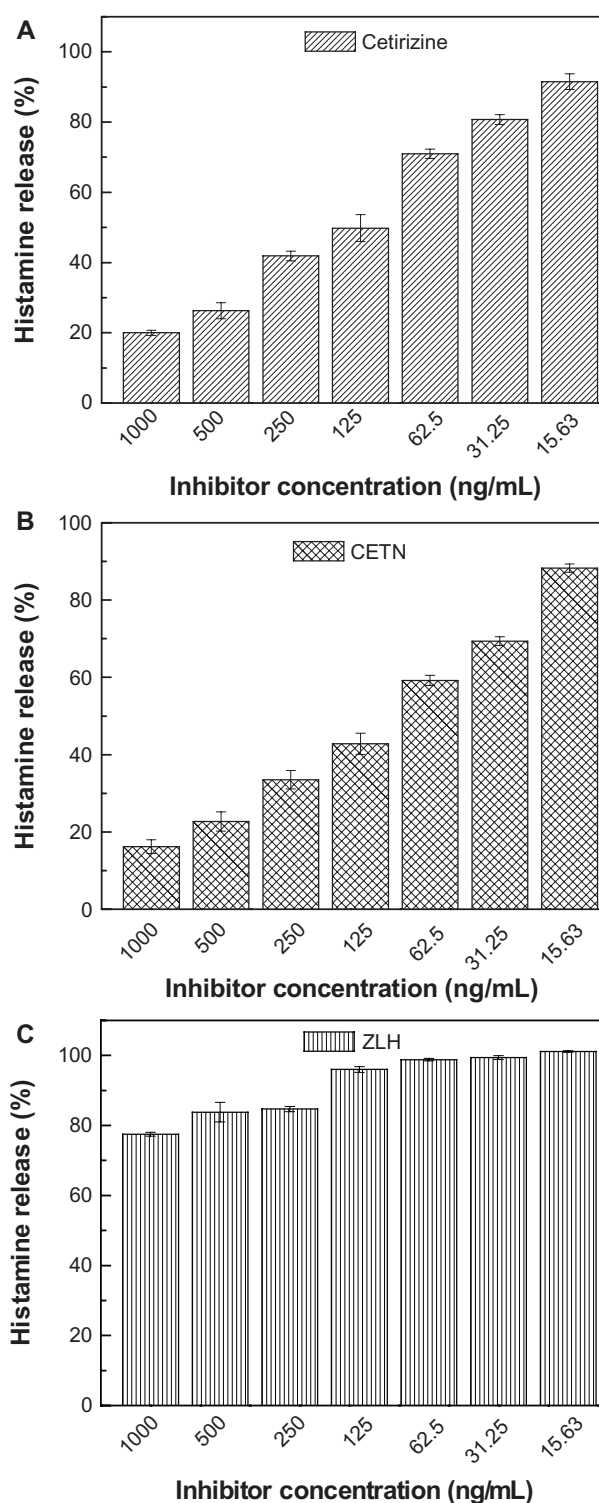 A
Cetirizine
Histamine release (%)
100
80
60
40
20
0
1000 500 250 125 62.5 31.25 15.63
Inhibitor concentration (ng/mL)
B
CETN
Histamine release (%)
100
80
60
40
20
0
1000 500 250 125 62.5 31.25 15.63
Inhibitor concentration (ng/mL)
C
ZLH
Histamine release (%)
100
80
60
40
20
0
1000 500 250 125 62.5 31.25 15.63
Inhibitor concentration (ng/mL)